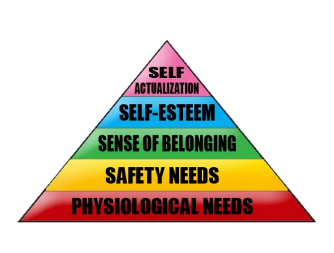 SELF
ACTUALIZATION
SELF-ESTEEM
SENSE OF BELONGING
SAFETY NEEDS
PHYSIOLOGICAL NEEDS